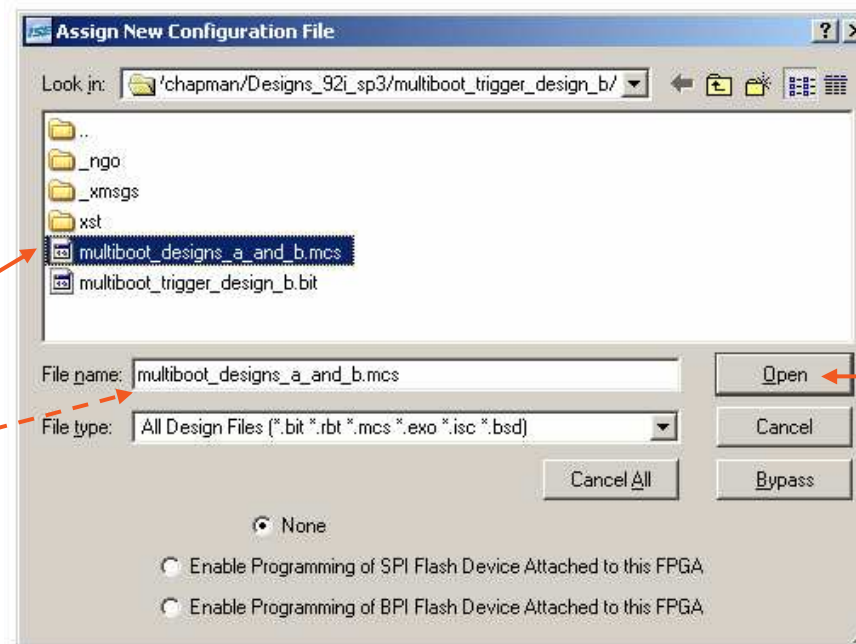 ISE Assign New Configuration File
Look in: '/chapman/Designs_92i_sp3/multiboot_trigger_design_b/
..
_ngo
_xmsgs
xst
multiboot_designs_a_and_b.mcs
multiboot_trigger_design_b.bit
File name: multiboot_designs_a_and_b.mcs Open
File type: All Design Files (*.bit *.rbt *.mcs *.exo *.isc *.bsd) Cancel
Cancel All Bypass
None
Enable Programming of SPI Flash Device Attached to this FPGA
Enable Programming of BPI Flash Device Attached to this FPGA